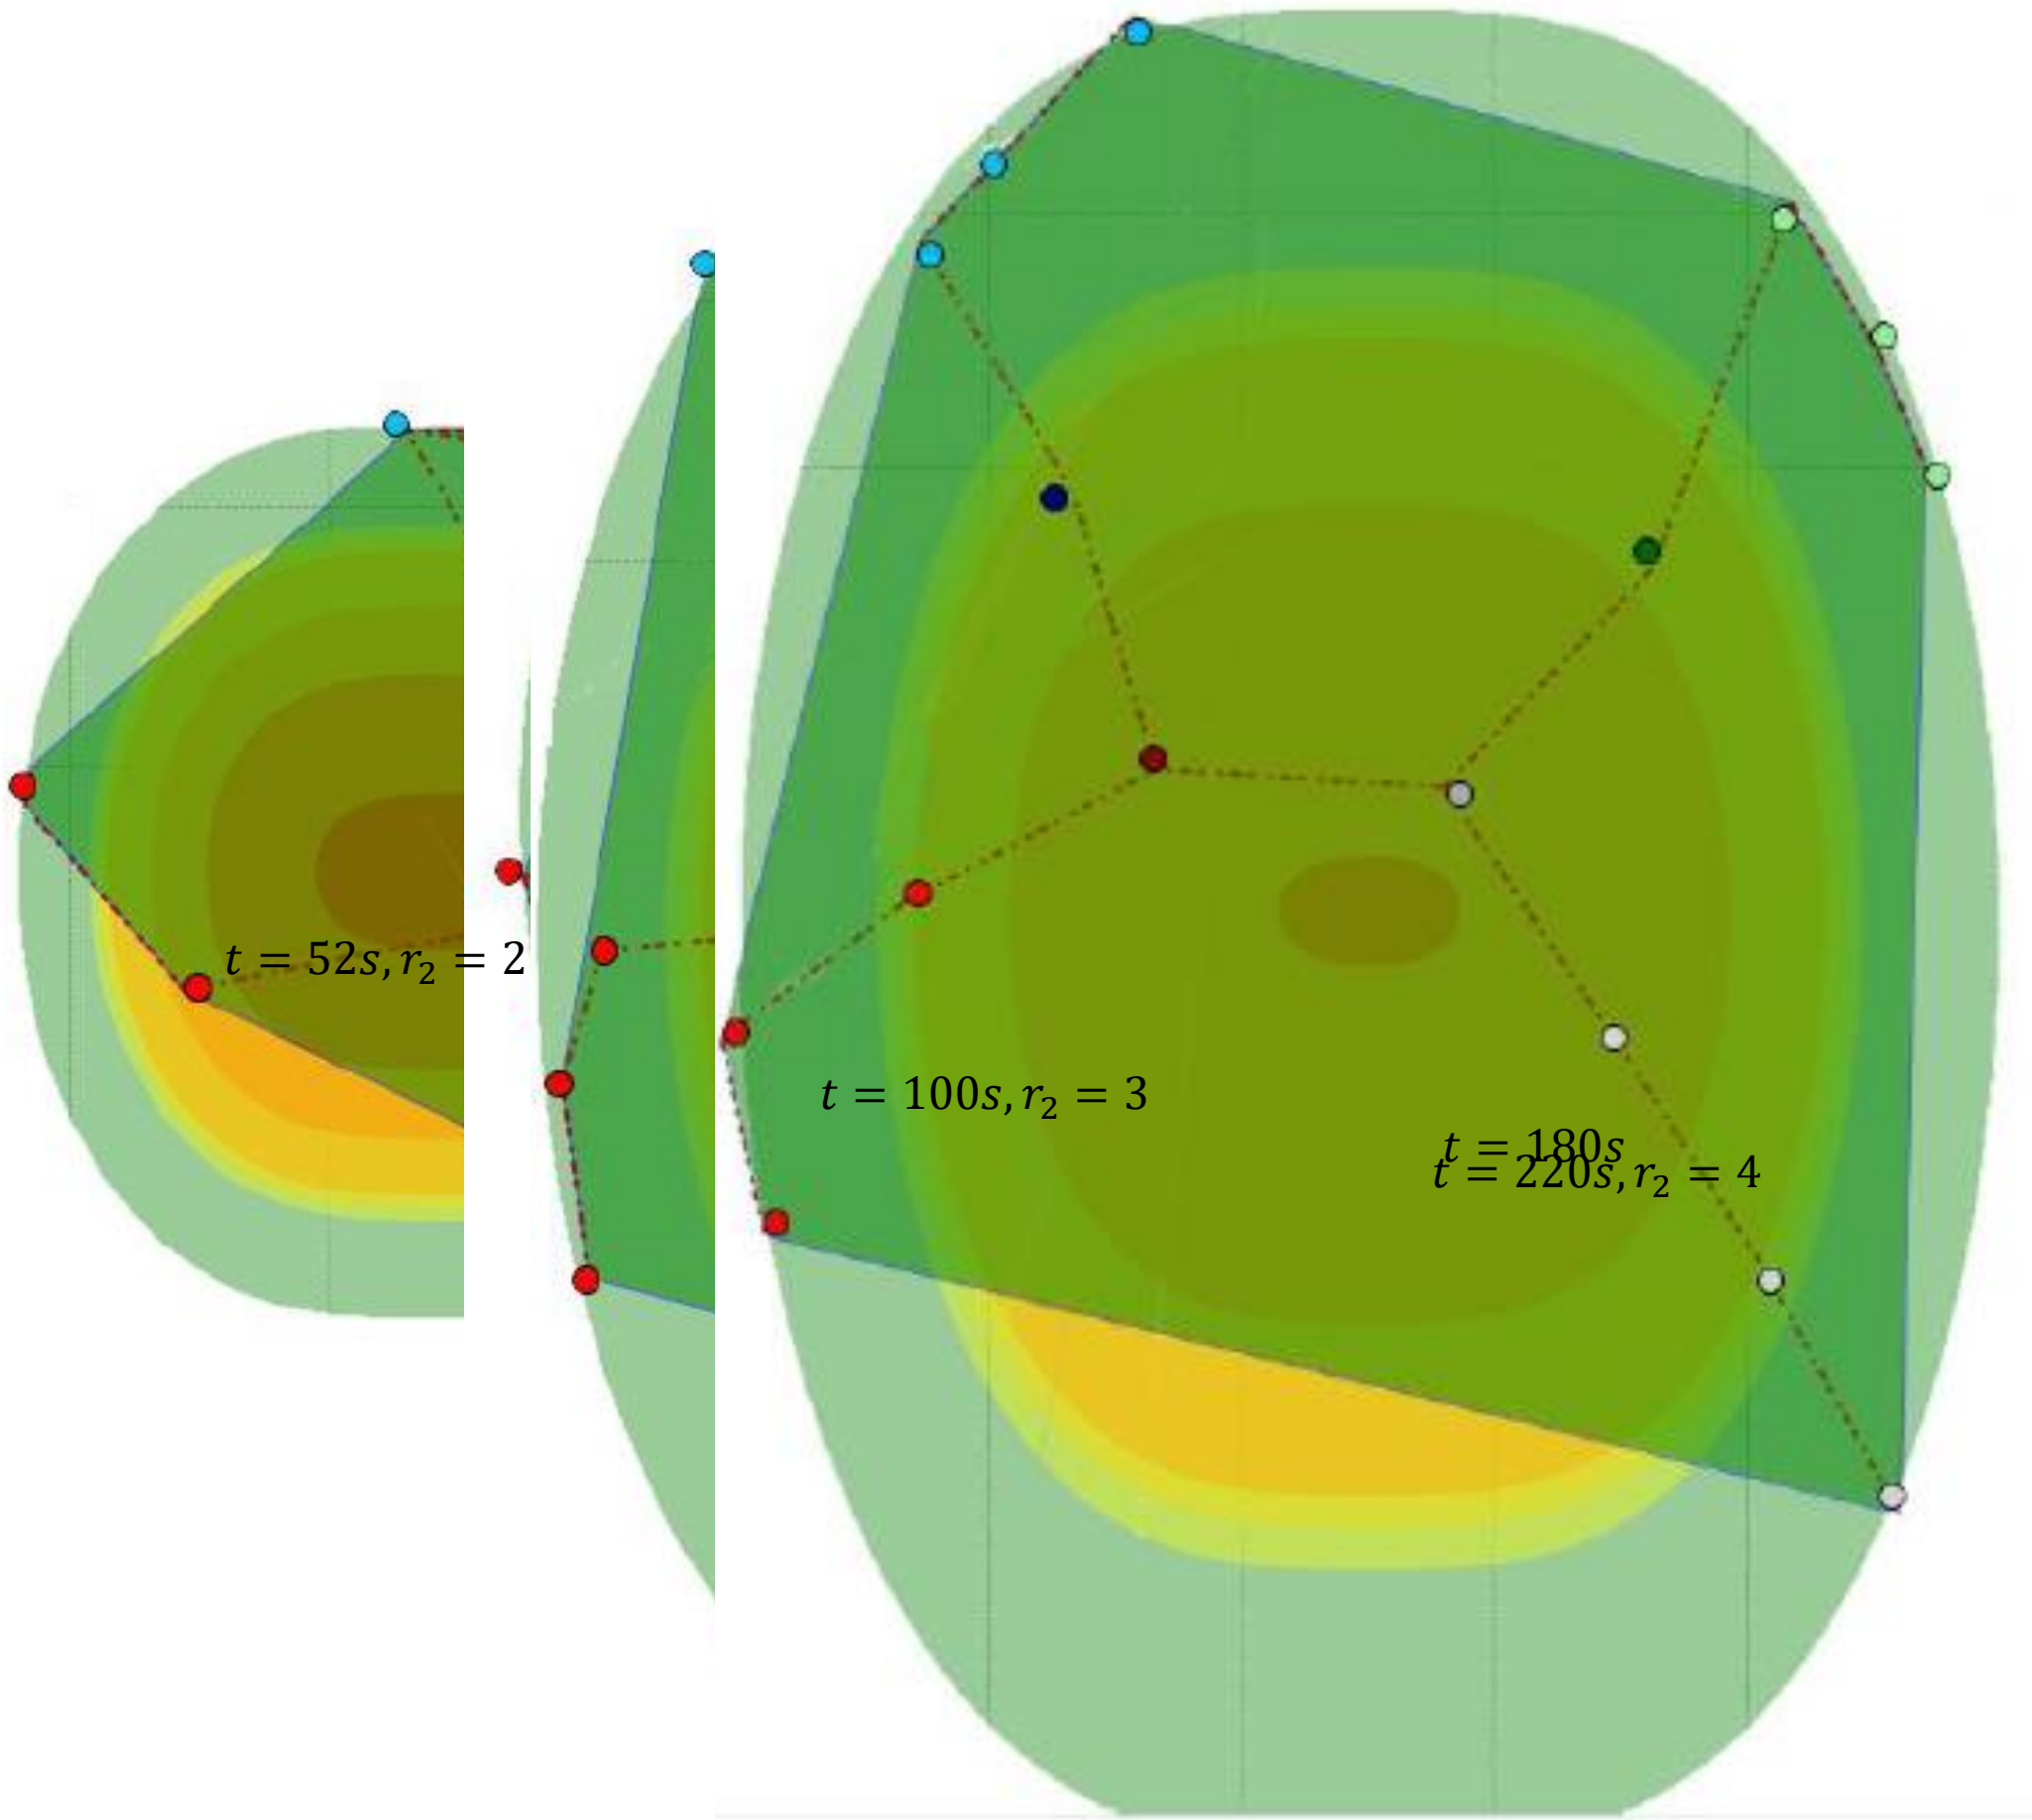 t = 52s, r₂ = 2
t = 100s, r₂ = 3
t = 180s
t = 220s, r₂ = 4